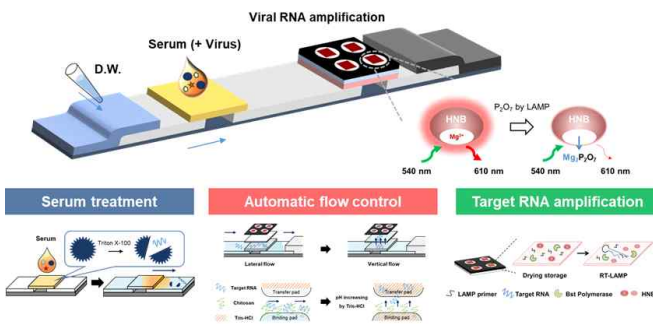 Viral RNA amplification
Serum (+ Virus)
D.W.
P₂O₇ by LAMP
HNB
Mg²⁺
540 nm
610 nm
HNB
Mg₂P₂O₇
540 nm
610 nm
Serum treatment
Automatic flow control
Target RNA amplification
Serum
Triton X-100
Lateral flow
Vertical flow
Target RNA
Chitosan
Tris-HCl
Transfer pad
Binding pad
pH increasing
by Tris-HCl
Transfer pad
Binding pad
Drying storage
RT-LAMP
LAMP primer
Target RNA
Bst Polymerase
HNB